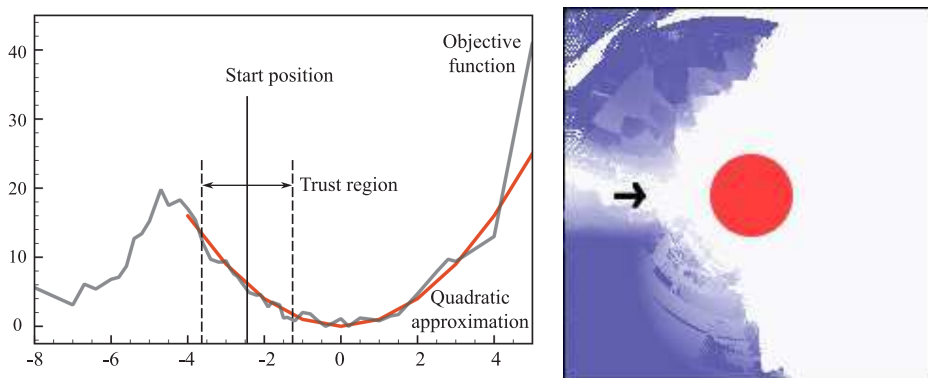 40
30
20
10
0
-8
-6
-4
-2
0
2
4
Start position
Trust region
Objective
function
Quadratic
approximation